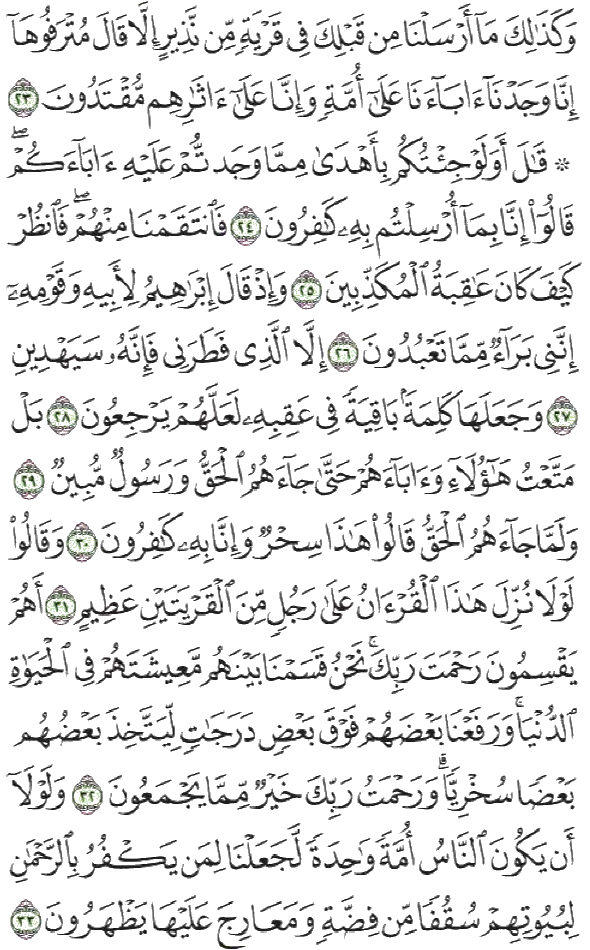 وَكَذَٰلِكَ مَآ أَرْسَلْنَا مِن قَبْلِكَ فِى قَرْيَةٍ مِّن نَّذِيرٍ إِلَّا قَالَ مُتْرَفُوهَآ
إِنَّا وَجَدْنَآ ءَابَآءَنَا عَلَىٰٓ أُمَّةٍ وَإِنَّا عَلَىٰٓ ءَاثَٰرِهِم مُّقْتَدُونَ ٢٣
۞ قَٰلَ أَوَلَوْ جِئْتُكُم بِأَهْدَىٰ مِمَّا وَجَدتُّمْ عَلَيْهِ ءَابَآءَكُمْ ۖ
قَالُوٓا۟ إِنَّا بِمَآ أُرْسِلْتُم بِهِۦ كَٰفِرُونَ ٢٤ فَٱنتَقَمْنَا مِنْهُمْ ۖ فَٱنظُرْ
كَيْفَ كَانَ عَٰقِبَةُ ٱلْمُكَذِّبِينَ ٢٥ وَإِذْ قَالَ إِبْرَٰهِيمُ لِأَبِيهِ وَقَوْمِهِۦٓ
إِنَّنِى بَرَآءٌ مِّمَّا تَعْبُدُونَ ٢٦ إِلَّا ٱلَّذِى فَطَرَنِى فَإِنَّهُۥ سَيَهْدِينِ
٢٧ وَجَعَلَهَا كَلِمَةًۢ بَاقِيَةً فِى عَقِبِهِۦ لَعَلَّهُمْ يَرْجِعُونَ ٢٨ بَلْ
مَتَّعْتُ هَٰٓؤُلَآءِ وَءَابَآءَهُمْ حَتَّىٰ جَآءَهُمُ ٱلْحَقُّ وَرَسُولٌ مُّبِينٌ ٢٩
وَلَمَّا جَآءَهُمُ ٱلْحَقُّ قَالُوا۟ هَٰذَا سِحْرٌ وَإِنَّا بِهِۦ كَٰفِرُونَ ٣٠ وَقَالُوا۟
لَوْلَا نُزِّلَ هَٰذَا ٱلْقُرْءَانُ عَلَىٰ رَجُلٍ مِّنَ ٱلْقَرْيَتَيْنِ عَظِيمٍ ٣١ أَهُمْ
يَقْسِمُونَ رَحْمَتَ رَبِّكَ ۚ نَحْنُ قَسَمْنَا بَيْنَهُم مَّعِيشَتَهُمْ فِى ٱلْحَيَوٰةِ
ٱلدُّنْيَا ۚ وَرَفَعْنَا بَعْضَهُمْ فَوْقَ بَعْضٍ دَرَجَٰتٍ لِّيَتَّخِذَ بَعْضُهُم
بَعْضًا سُخْرِيًّا ۗ وَرَحْمَتُ رَبِّكَ خَيْرٌ مِّمَّا يَجْمَعُونَ ٣٢ وَلَوْلَآ
أَن يَكُونَ ٱلنَّاسُ أُمَّةً وَٰحِدَةً لَّجَعَلْنَا لِمَن يَكْفُرُ بِٱلرَّحْمَٰنِ
لِبُيُوتِهِمْ سُقُفًا مِّن فِضَّةٍ وَمَعَارِجَ عَلَيْهَا يَظْهَرُونَ ٣٣